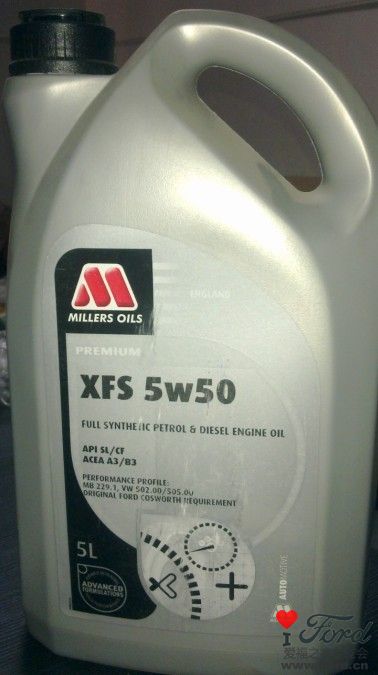 ENGLAND
MILLERS OILS
PREMIUM
XFS 5w50
FULL SYNTHETIC PETROL & DIESEL ENGINE OIL
API SL/CF
ACEA A3/B3
PERFORMANCE PROFILE:
MB 229.1, VW 502.00/505.00
ORIGINAL FORD COSWORTH REQUIREMENT
5L
ADVANCED
FORMULATIONS
AUTOMOTIVE
I Ford